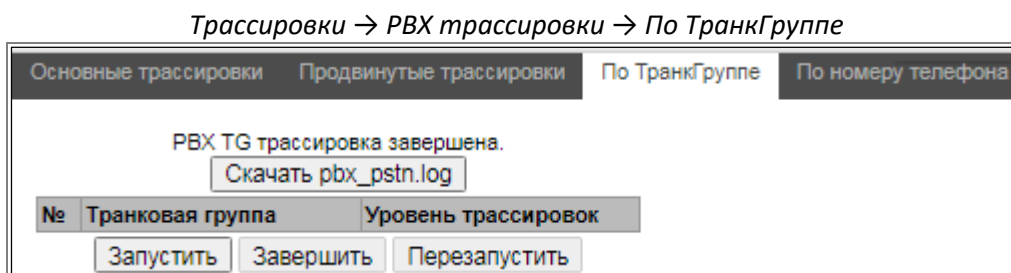 Трассировки → PBX трассировки → По ТранкГруппе
Основные трассировки Продвинутые трассировки По ТранкГруппе По номеру телефона
PBX TG трассировка завершена.
Скачать pbx_pstn.log
№ Транковая группа Уровень трассировок
Запустить Завершить Перезапустить